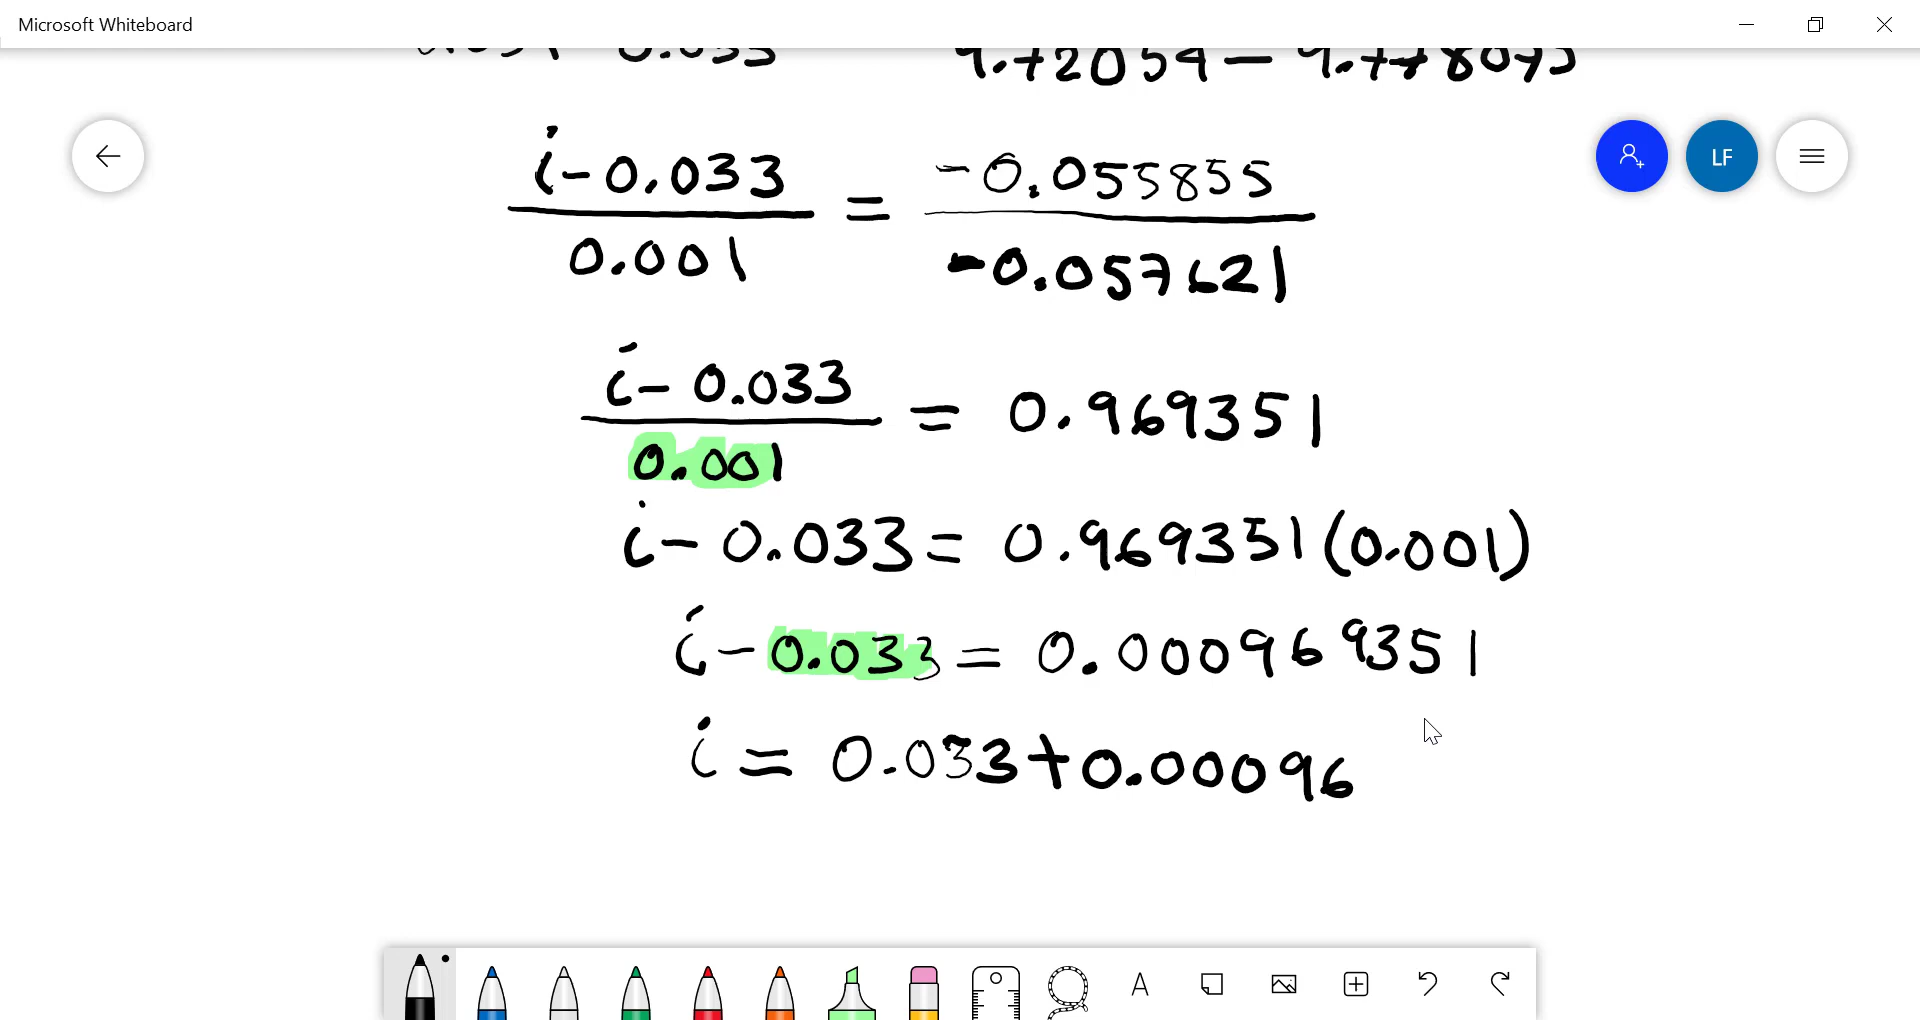 Microsoft Whiteboard
i - 0.033 = -0.055855
0.001 -0.057621
LF
i - 0.033 = 0.969351
0.001
i - 0.033 = 0.969351 (0.001)
i - 0.033 = 0.000969351
i = 0.033 + 0.00096
A